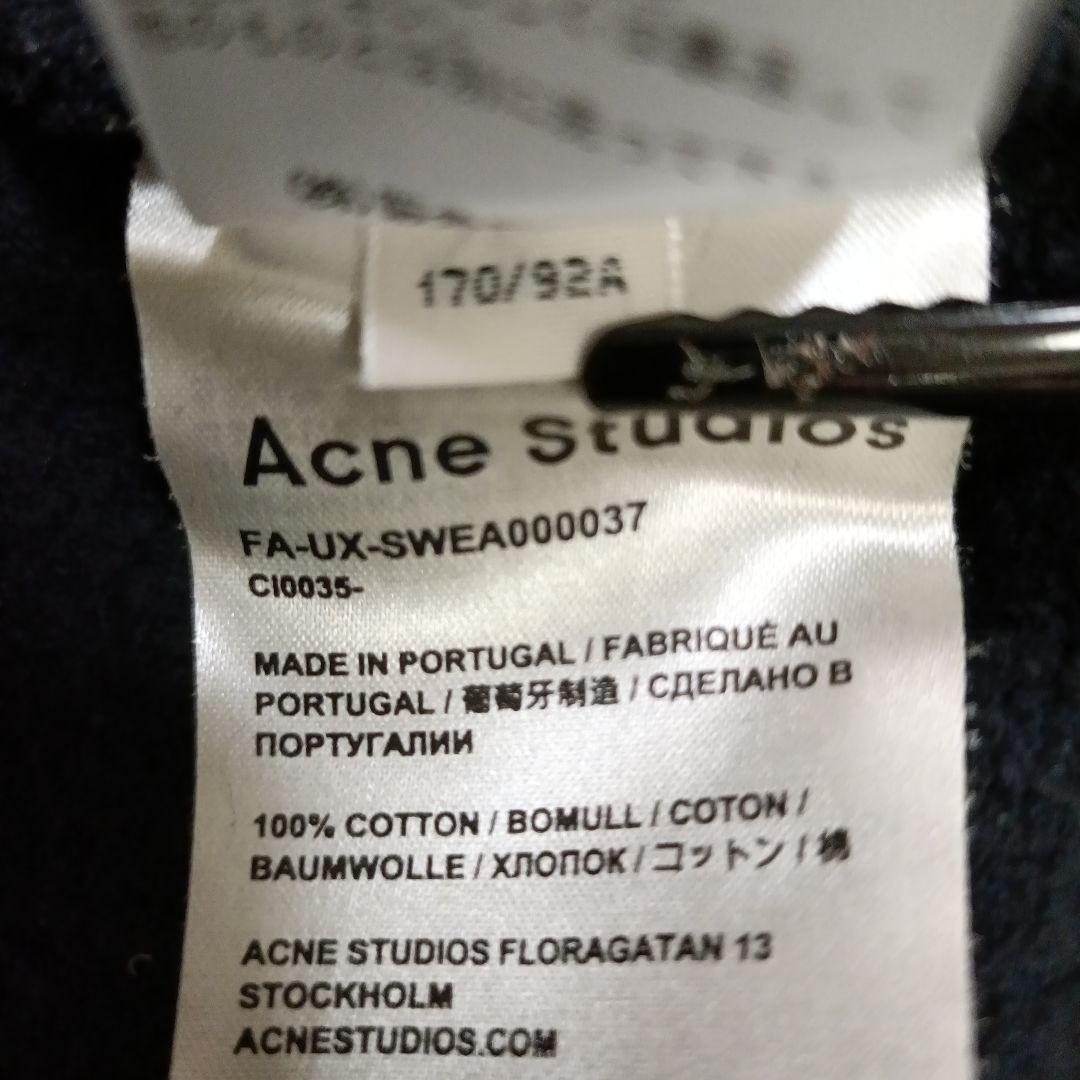 170/92A
Acne Studios
FA-UX-SWEA000037
CI0035-
MADE IN PORTUGAL / FABRIQUÉ AU
PORTUGAL / 葡萄牙制造 / СДЕЛАНО В
ПОРТУГАЛИИ
100% COTTON / BOMULL / COTON /
BAUMWOLLE / ХЛОПОК / コットン / 棉
ACNE STUDIOS FLORAGATAN 13
STOCKHOLM
ACNESTUDIOS.COM